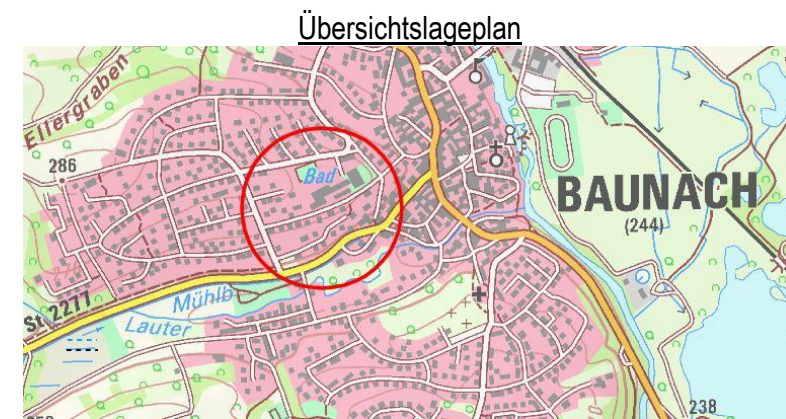 Übersichtslageplan
Ellergraben
286
Bad
BAUNACH
(244)
St 2271
Mühlb
Lauter
238